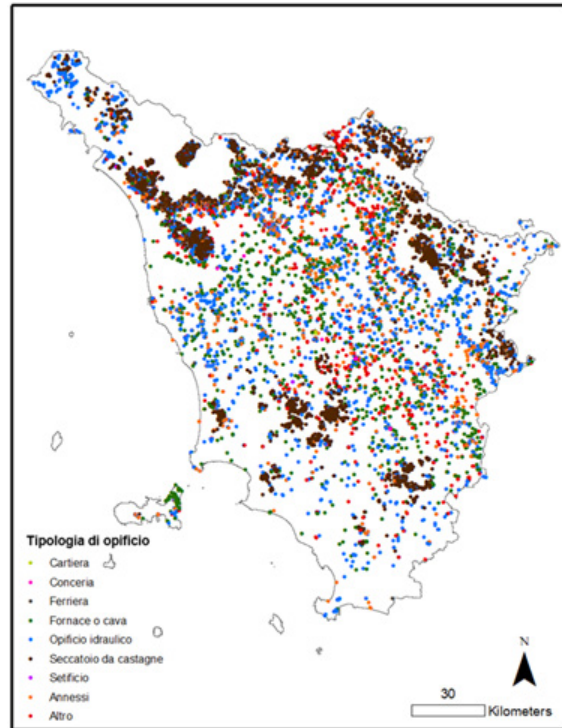 Tipologia di opificio
Cartiera
Conceria
Ferriera
Fornace o cava
Opificio idraulico
Seccatoio da castagne
Setificio
Annessi
Altro
N
30
Kilometers